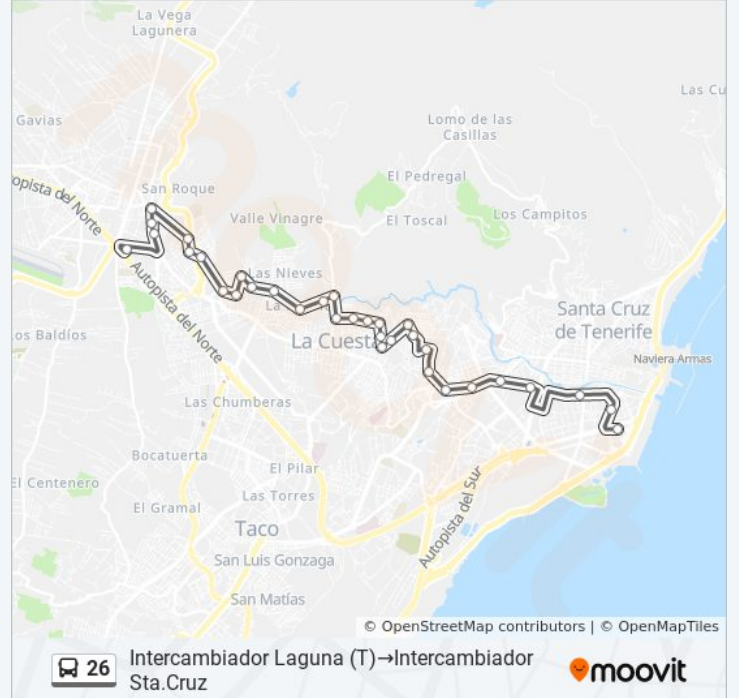 La Vega
Lagunera
Las Cu
Gavias
Lomo de las
Casillas
opista del Norte
San Roque
El Pedregal
Valle Vinagre
El Toscal
Los Campitos
Autopista del Norte
Las Nieves
La
Santa Cruz
de Tenerife
os Baldíos
La Cuesta
Naviera Armas
Las Chumberas
Bocatuerta
El Pilar
El Centenero
Las Torres
El Gramal
Autopista del Sur
Taco
San Luis Gonzaga
San Matías
© OpenStreetMap contributors | © OpenMapTiles
26
Intercambiador Laguna (T)→Intercambiador
Sta.Cruz
moovit